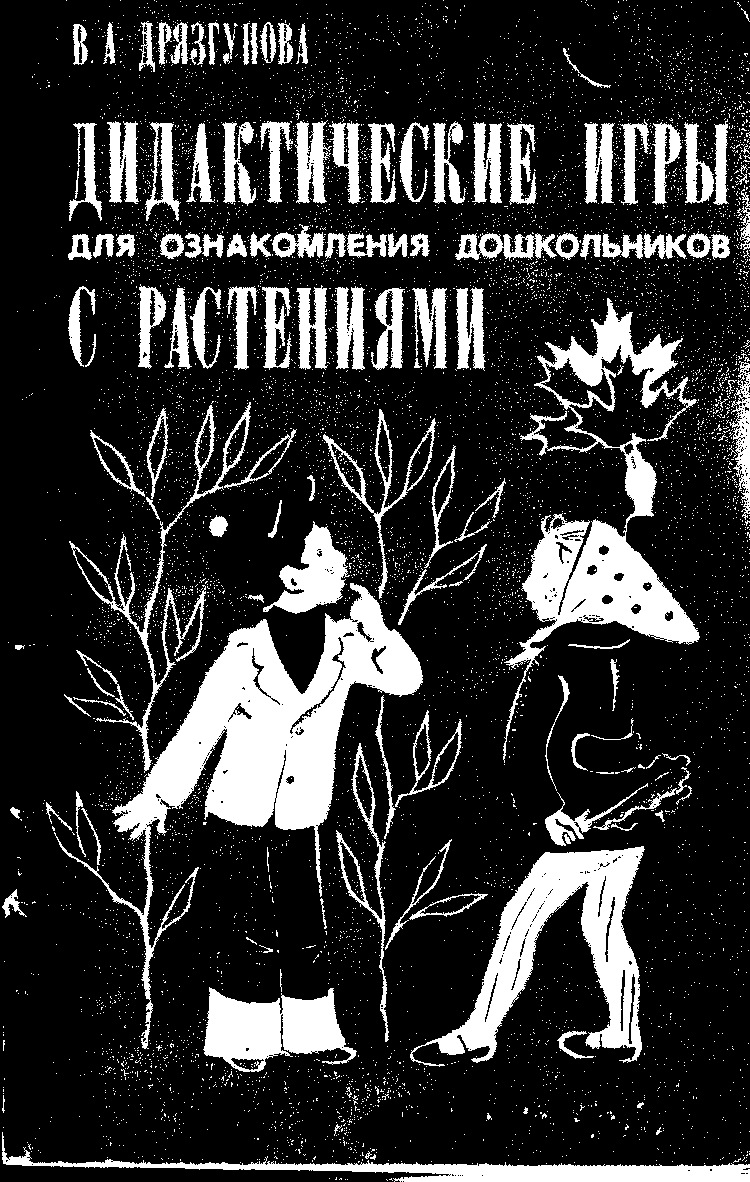 В А ДРЯЗГУНОВА
ДИДАКТИЧЕСКИЕ ИГРЫ
ДЛЯ ОЗНАКОМЛЕНИЯ ДОШКОЛЬНИКОВ
С РАСТЕНИЯМИ